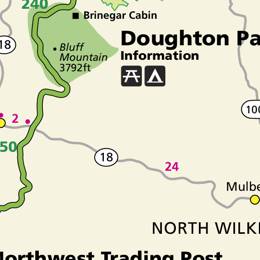 240
Brinegar Cabin
18
Doughton Pa
Bluff
Mountain
3792ft
Information
100
2
50
18
24
Mulbe
NORTH WILK
Northwest Trading Post